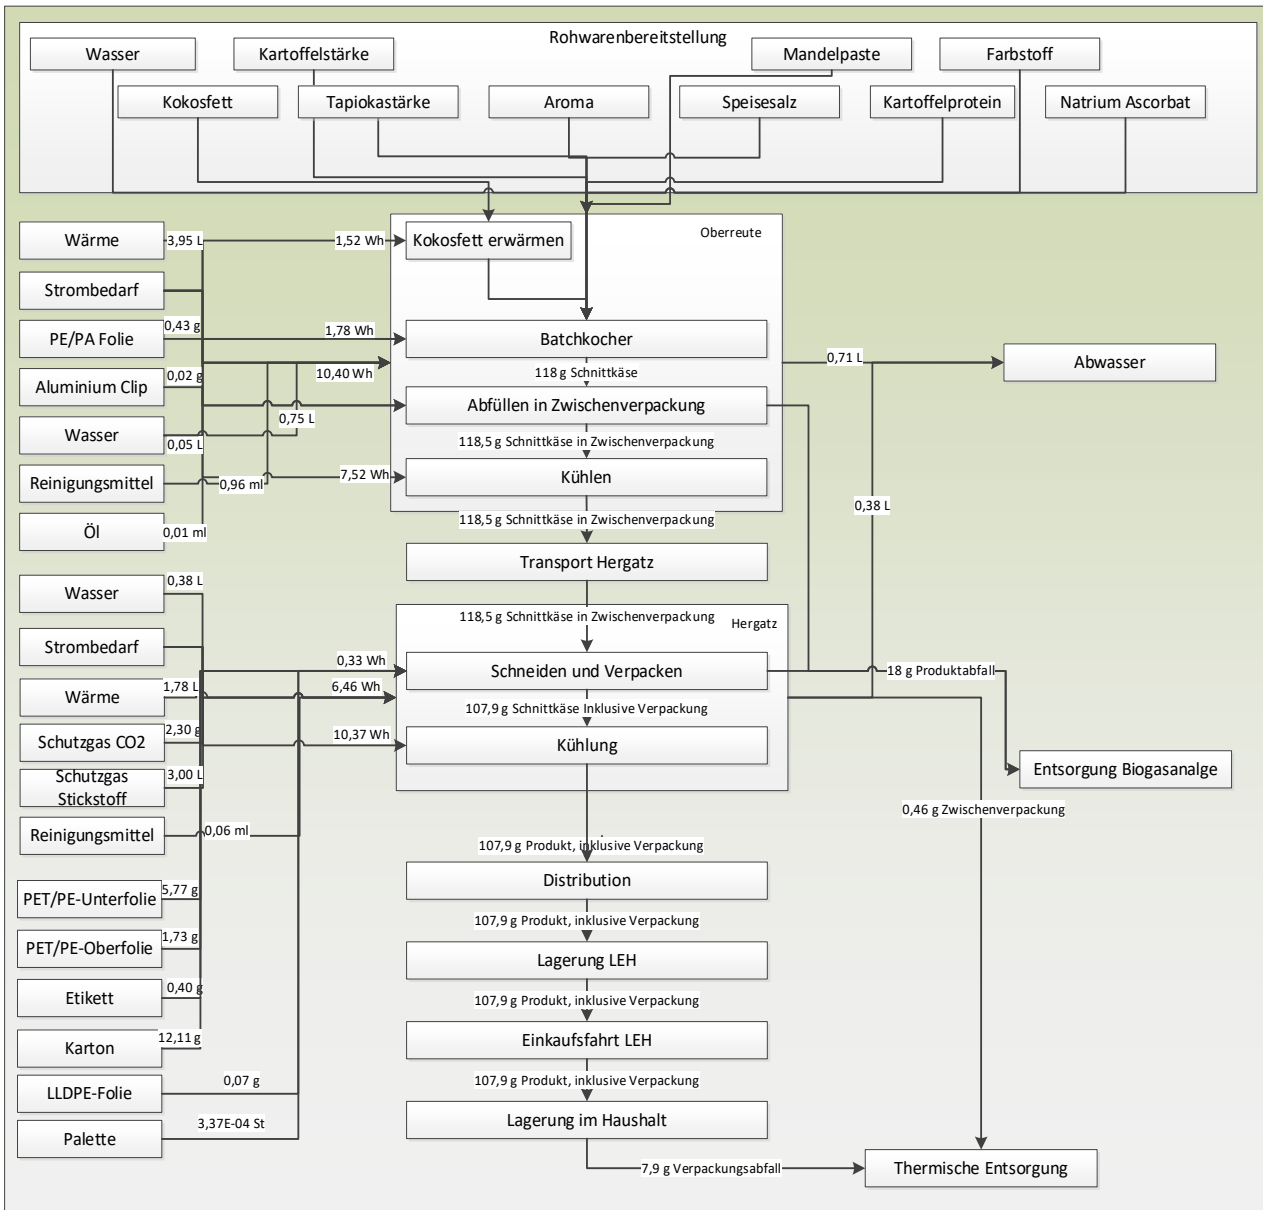 Rohwarenbereitstellung
Wasser
Kartoffelstärke
Mandelpaste
Farbstoff
Kokosfett
Tapiokastärke
Aroma
Speisesalz
Kartoffelprotein
Natrium Ascorbat
Wärme
3,95 L
1,52 Wh
Kokosfett erwärmen
Oberreute
Strombedarf
PE/PA Folie
0,43 g
1,78 Wh
Batchkocher
0,71 L
Abwasser
Aluminium Clip
0,02 g
10,40 Wh
118 g Schnittkäse
Abfüllen in Zwischenverpackung
Wasser
0,05 L
0,75 L
118,5 g Schnittkäse in Zwischenverpackung
Reinigungsmittel
0,96 ml
7,52 Wh
Kühlen
0,38 L
118,5 g Schnittkäse in Zwischenverpackung
Öl
0,01 ml
Transport Hergatz
Wasser
0,38 L
118,5 g Schnittkäse in Zwischenverpackung
Hergatz
Strombedarf
0,33 Wh
Schneiden und Verpacken
18 g Produktabfall
Wärme
1,78 L
6,46 Wh
107,9 g Schnittkäse Inklusive Verpackung
Schutzgas CO2
2,30 g
10,37 Wh
Kühlung
Entsorgung Biogasanalge
Schutzgas
Stickstoff
3,00 L
0,46 g Zwischenverpackung
Reinigungsmittel
0,06 ml
107,9 g Produkt, inklusive Verpackung
PET/PE-Unterfolie
5,77 g
Distribution
107,9 g Produkt, inklusive Verpackung
PET/PE-Oberfolie
1,73 g
Lagerung LEH
Etikett
0,40 g
107,9 g Produkt, inklusive Verpackung
Karton
12,11 g
Einkaufsfahrt LEH
LLDPE-Folie
0,07 g
107,9 g Produkt, inklusive Verpackung
Palette
3,37E-04 St
Lagerung im Haushalt
7,9 g Verpackungsabfall
Thermische Entsorgung